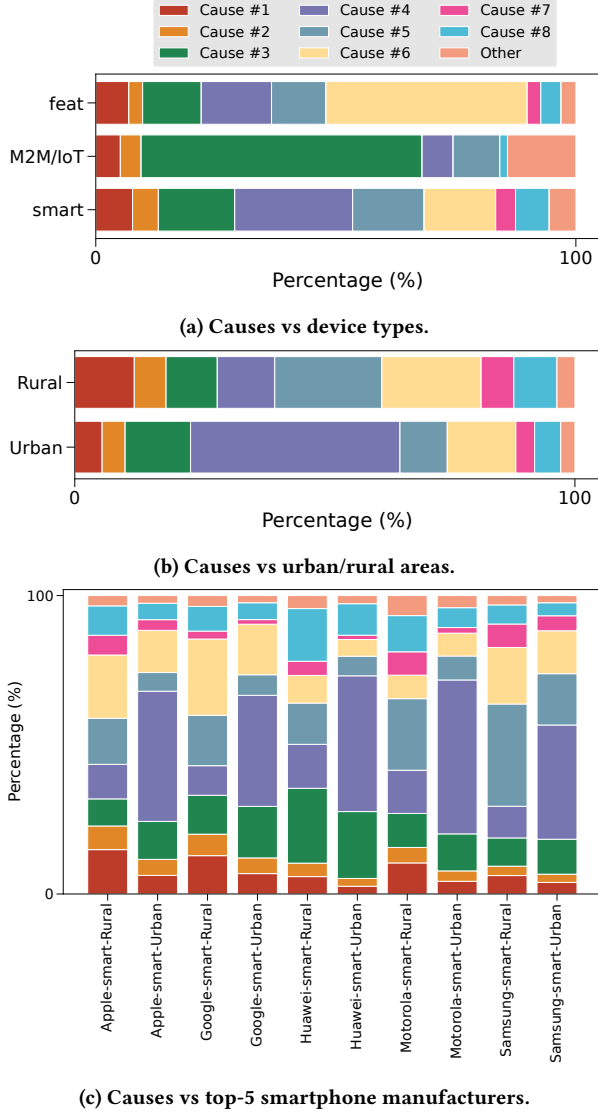 Cause #1 Cause #4 Cause #7
Cause #2 Cause #5 Cause #8
Cause #3 Cause #6 Other
feat
M2M/IoT
smart
0 100
Percentage (%)
(a) Causes vs device types.
Rural
Urban
0 100
Percentage (%)
(b) Causes vs urban/rural areas.
100
Percentage (%)
0
Apple-smart-Rural
Apple-smart-Urban
Google-smart-Rural
Google-smart-Urban
Huawei-smart-Rural
Huawei-smart-Urban
Motorola-smart-Rural
Motorola-smart-Urban
Samsung-smart-Rural
Samsung-smart-Urban
(c) Causes vs top-5 smartphone manufacturers.